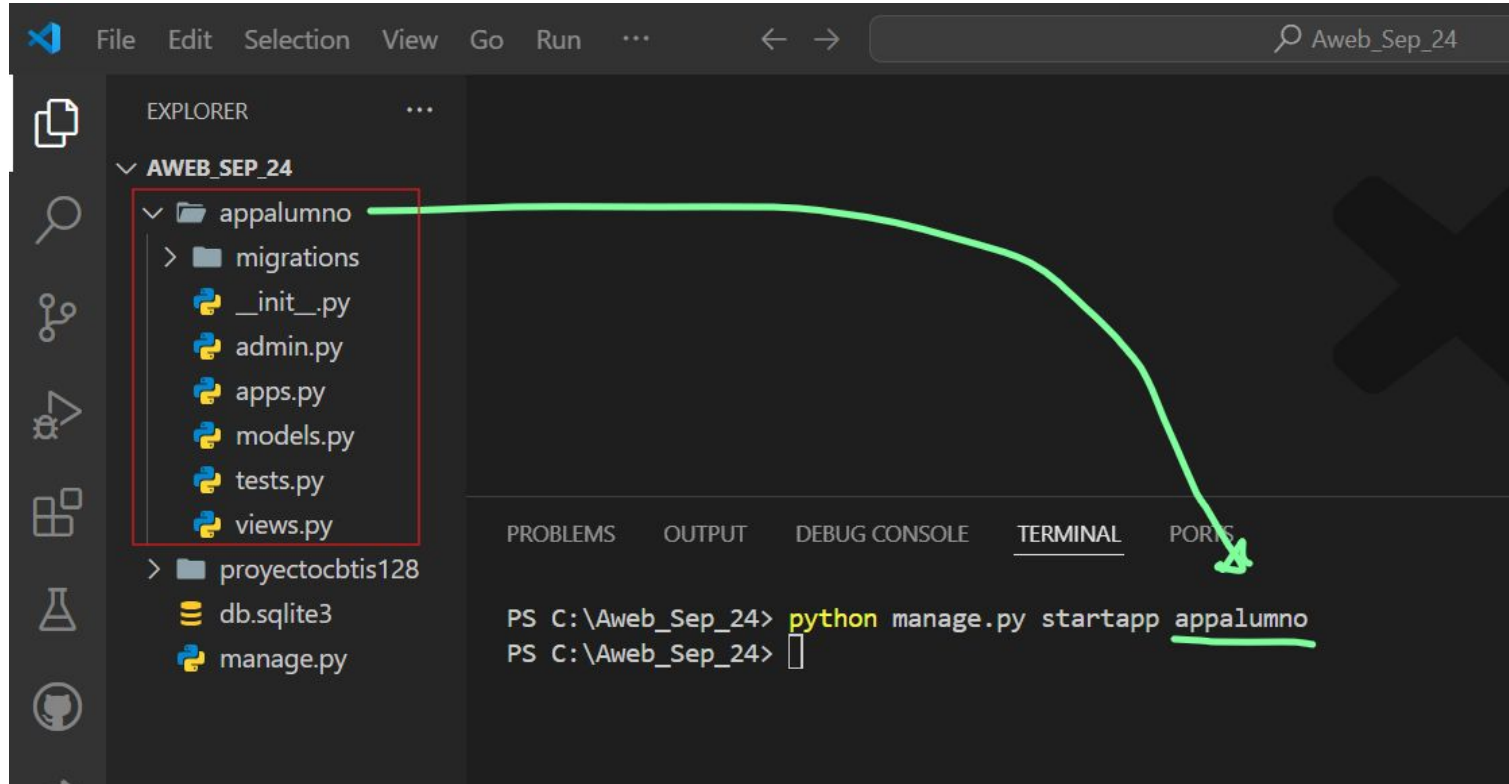 File Edit Selection View Go Run ··· ← → Aweb_Sep_24
EXPLORER ···
AWEB_SEP_24
appalumno
migrations
__init__.py
admin.py
apps.py
models.py
tests.py
views.py
proyectocbtis128
db.sqlite3
manage.py
PROBLEMS OUTPUT DEBUG CONSOLE TERMINAL PORTS
PS C:\Aweb_Sep_24> python manage.py startapp appalumno
PS C:\Aweb_Sep_24>